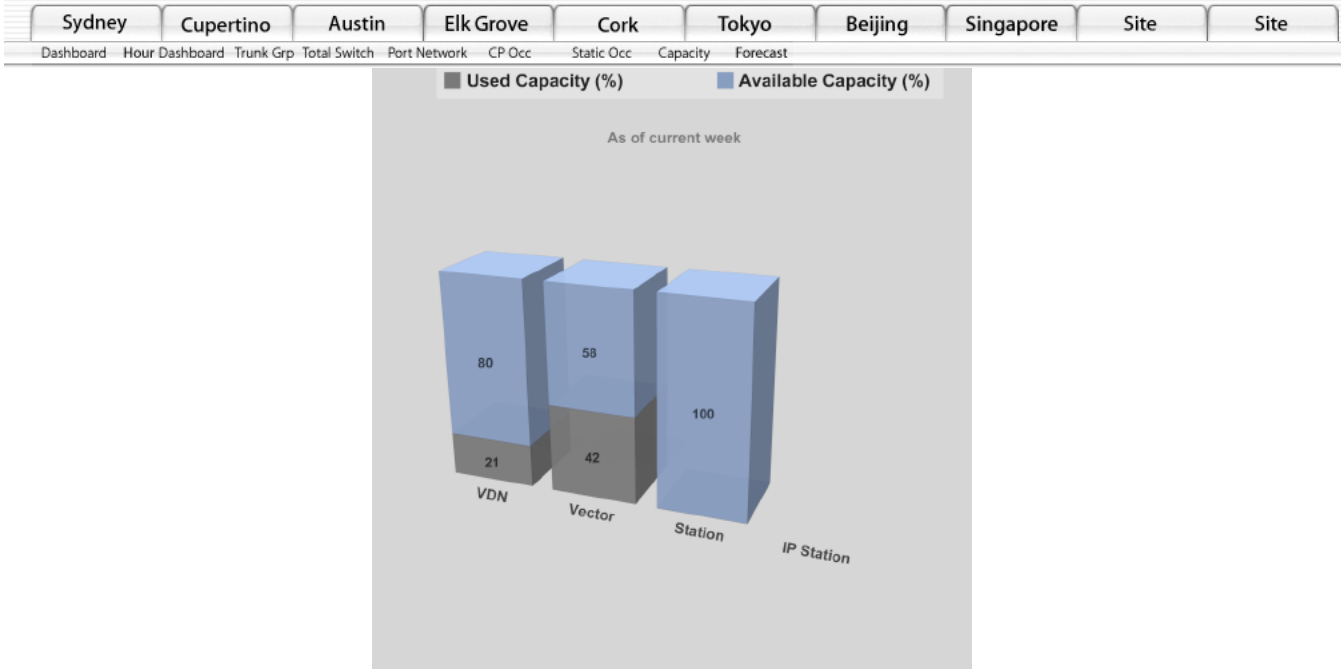 Sydney Cupertino Austin Elk Grove Cork Tokyo Beijing Singapore Site Site
Dashboard Hour Dashboard Trunk Grp Total Switch Port Network CP Occ Static Occ Capacity Forecast
Used Capacity (%) Available Capacity (%)
As of current week
80 58 100
21 42
VDN Vector Station IP Station